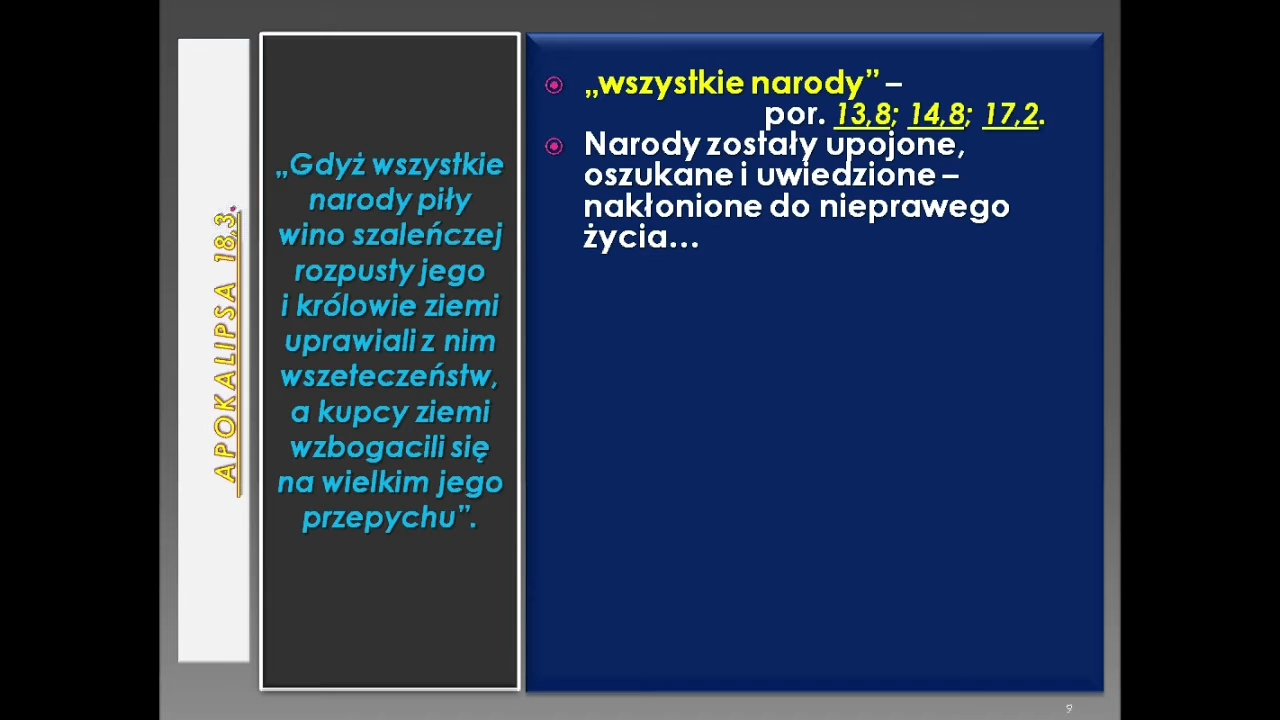 APOKALIPSA 18,3.
„Gdyż wszystkie
narody piły
wino szaleńczej
rozpusty jego
i królowie ziemi
uprawiali z nim
wszeteczeństw,
a kupcy ziemi
wzbogacili się
na wielkim jego
przepychu”.
„wszystkie narody” –
por. 13,8; 14,8; 17,2.
Narody zostały upojone,
oszukane i uwiedzione –
nakłonione do nieprawego
życia…
9